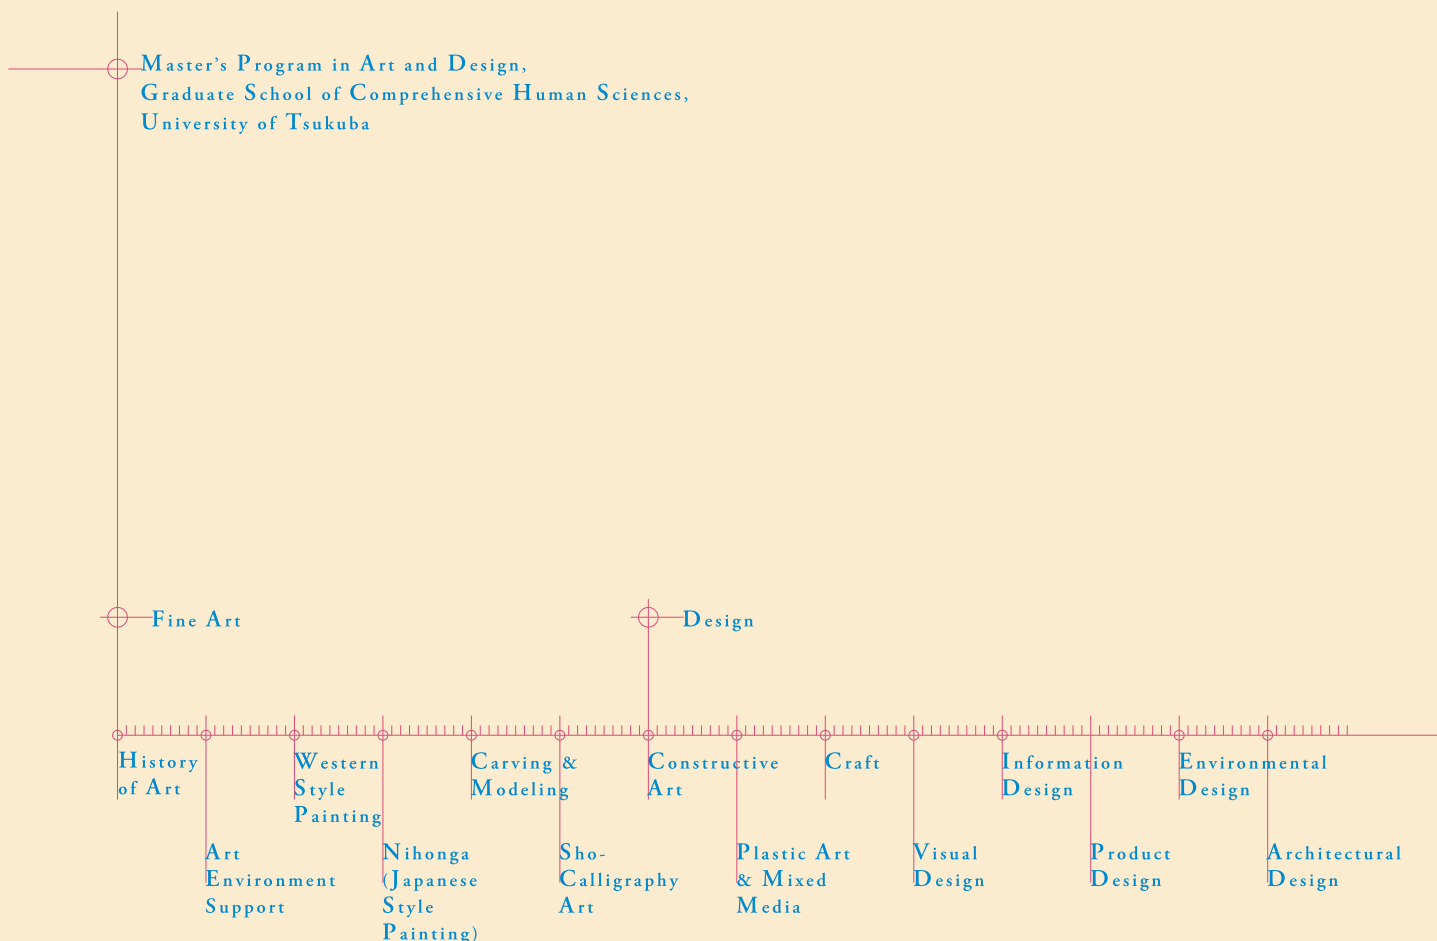 Master’s Program in Art and Design,
Graduate School of Comprehensive Human Sciences,
University of Tsukuba
Fine Art
Design
History
of Art
Western
Style
Painting
Carving &
Modeling
Constructive
Art
Craft
Information
Design
Environmental
Design
Art
Environment
Support
Nihonga
(Japanese
Style
Painting)
Sho-
Calligraphy
Art
Plastic Art
& Mixed
Media
Visual
Design
Product
Design
Architectural
Design